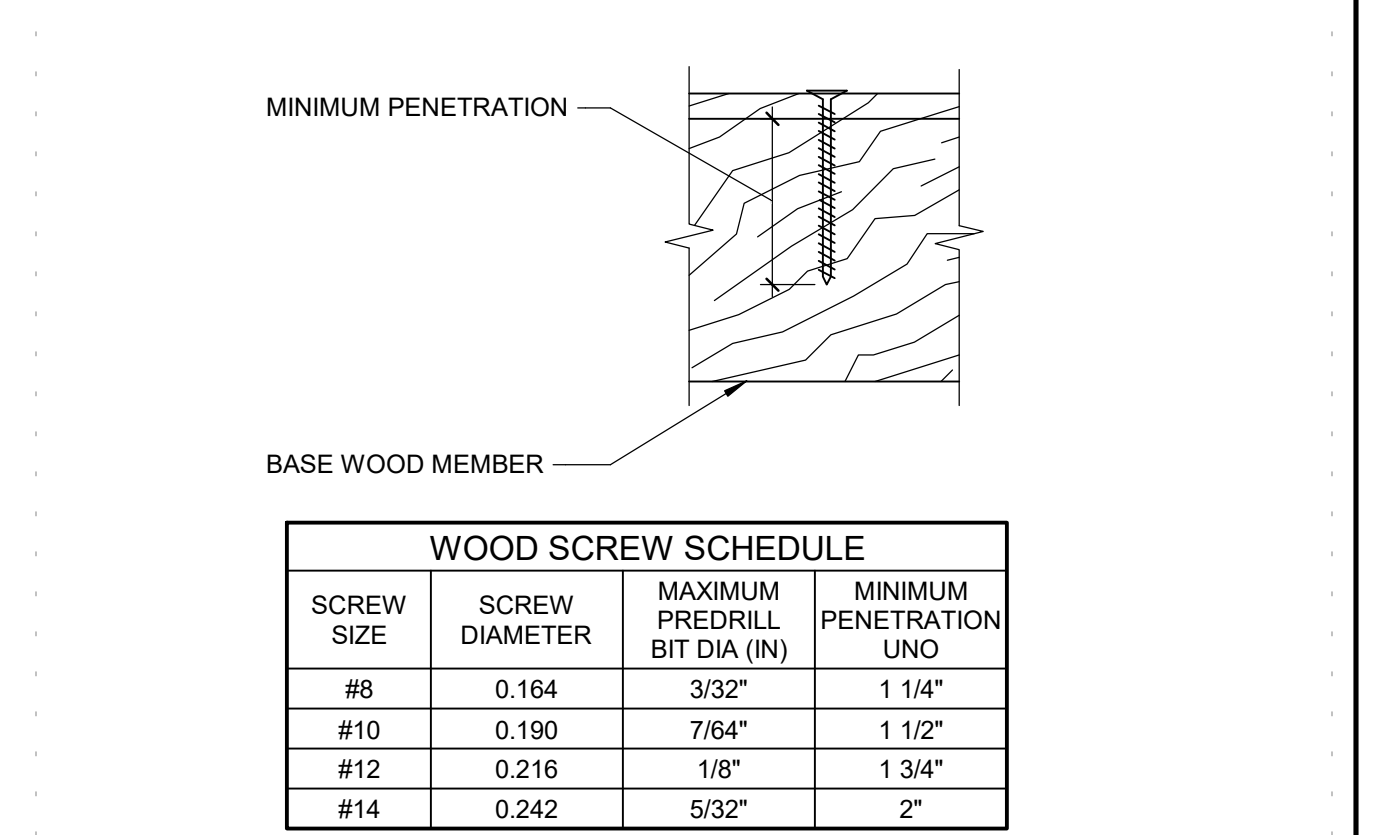 MINIMUM PENETRATION
BASE WOOD MEMBER
WOOD SCREW SCHEDULE
SCREW SIZE | SCREW DIAMETER | MAXIMUM PREDRILL BIT DIA (IN) | MINIMUM PENETRATION UNO
#8 | 0.164 | 3/32" | 1 1/4"
#10 | 0.190 | 7/64" | 1 1/2"
#12 | 0.216 | 1/8" | 1 3/4"
#14 | 0.242 | 5/32" | 2"